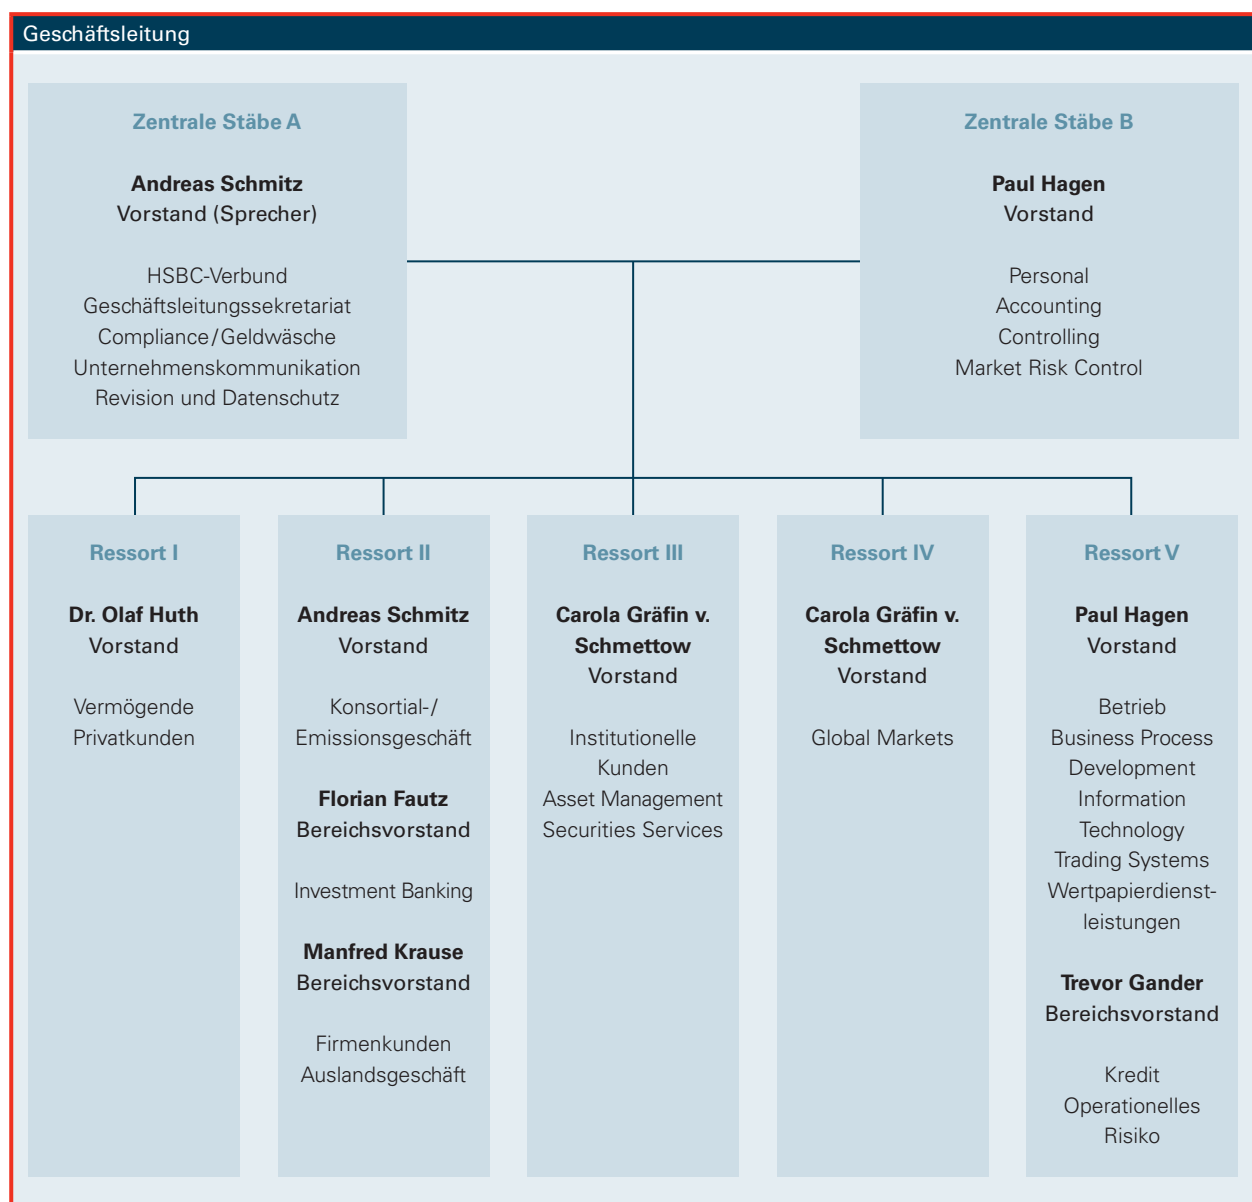 Geschäftsleitung
Zentrale Stäbe A
Andreas Schmitz
Vorstand (Sprecher)
HSBC-Verbund
Geschäftsleitungssekretariat
Compliance/Geldwäsche
Unternehmenskommunikation
Revision und Datenschutz
Zentrale Stäbe B
Paul Hagen
Vorstand
Personal
Accounting
Controlling
Market Risk Control
Ressort I
Dr. Olaf Huth
Vorstand
Vermögende
Privatkunden
Ressort II
Andreas Schmitz
Vorstand
Konsortial-/
Emissionsgeschäft
Florian Fautz
Bereichsvorstand
Investment Banking
Manfred Krause
Bereichsvorstand
Firmenkunden
Auslandsgeschäft
Ressort III
Carola Gräfin v.
Schmettow
Vorstand
Institutionelle
Kunden
Asset Management
Securities Services
Ressort IV
Carola Gräfin v.
Schmettow
Vorstand
Global Markets
Ressort V
Paul Hagen
Vorstand
Betrieb
Business Process
Development
Information
Technology
Trading Systems
Wertpapierdienst-
leistungen
Trevor Gander
Bereichsvorstand
Kredit
Operationelles
Risiko